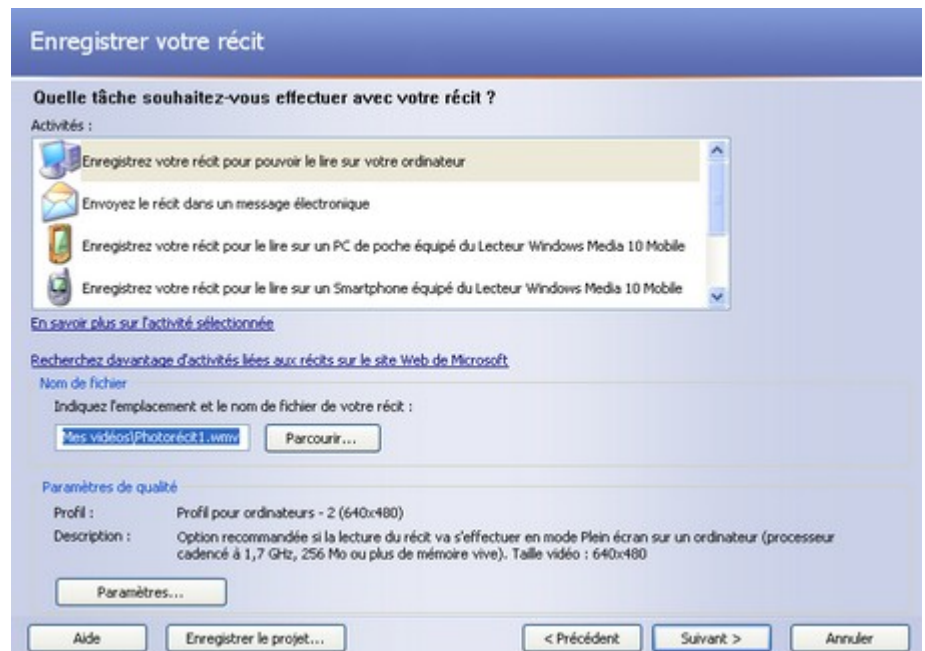 Enregistrer votre récit
Quelle tâche souhaitez-vous effectuer avec votre récit ?
Activités :
Enregistrez votre récit pour pouvoir le lire sur votre ordinateur
Envoyez le récit dans un message électronique
Enregistrez votre récit pour le lire sur un PC de poche équipé du Lecteur Windows Media 10 Mobile
Enregistrez votre récit pour le lire sur un Smartphone équipé du Lecteur Windows Media 10 Mobile
En savoir plus sur l'activité sélectionnée
Recherchez davantage d'activités liées aux récits sur le site Web de Microsoft
Nom de fichier
Indiquez l'emplacement et le nom de fichier de votre récit :
Mes vidéos\Photorécit1.wmv Parcourir...
Paramètres de qualité
Profil : Profil pour ordinateurs - 2 (640x480)
Description : Option recommandée si la lecture du récit va s'effectuer en mode Plein écran sur un ordinateur (processeur
cadencé à 1,7 GHz, 256 Mo ou plus de mémoire vive). Taille vidéo : 640x480
Paramètres...
Aide Enregistrer le projet... < Précédent Suivant > Annuler